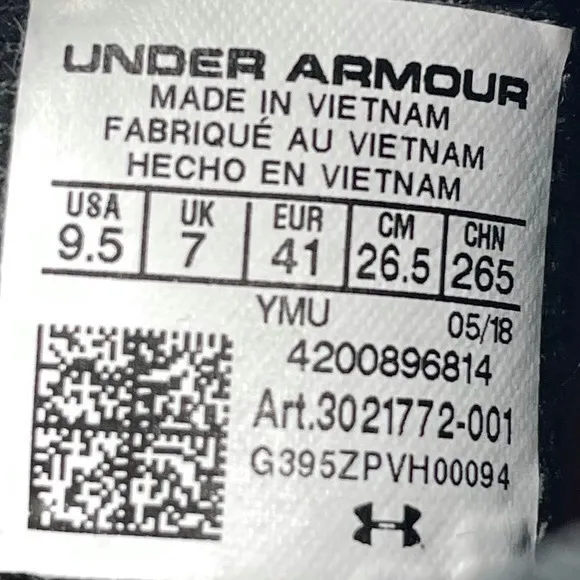 UNDER ARMOUR
MADE IN VIETNAM
FABRIQUÉ AU VIETNAM
HECHO EN VIETNAM
USA UK EUR CM CHN
9.5 7 41 26.5 265
YMU 05/18
4200896814
Art.3021772-001
G395ZPVH00094